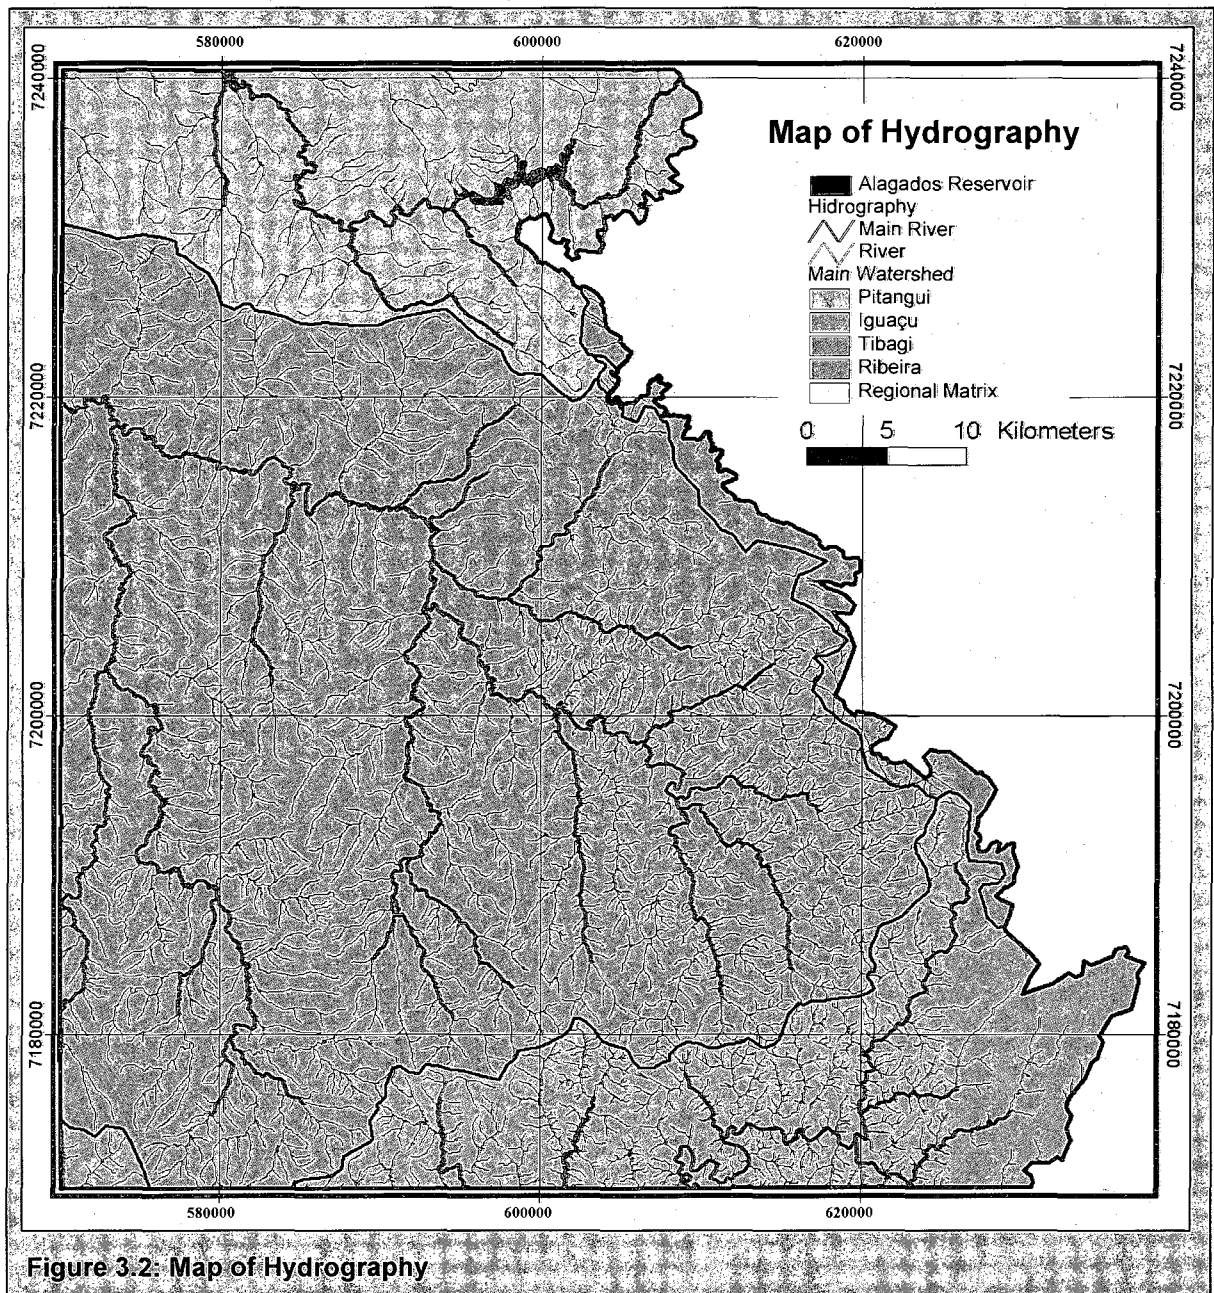 580000 600000 620000
7240000 7240000
Map of Hydrography
Alagados Reservoir
Hidrography
Main River
River
Main Watershed
Pitangui
Iguaçu
Tibagi
Ribeira
Regional Matrix
0 5 10 Kilometers
7220000 7220000
7200000 7200000
7180000 7180000
580000 600000 620000
Figure 3.2: Map of Hydrography